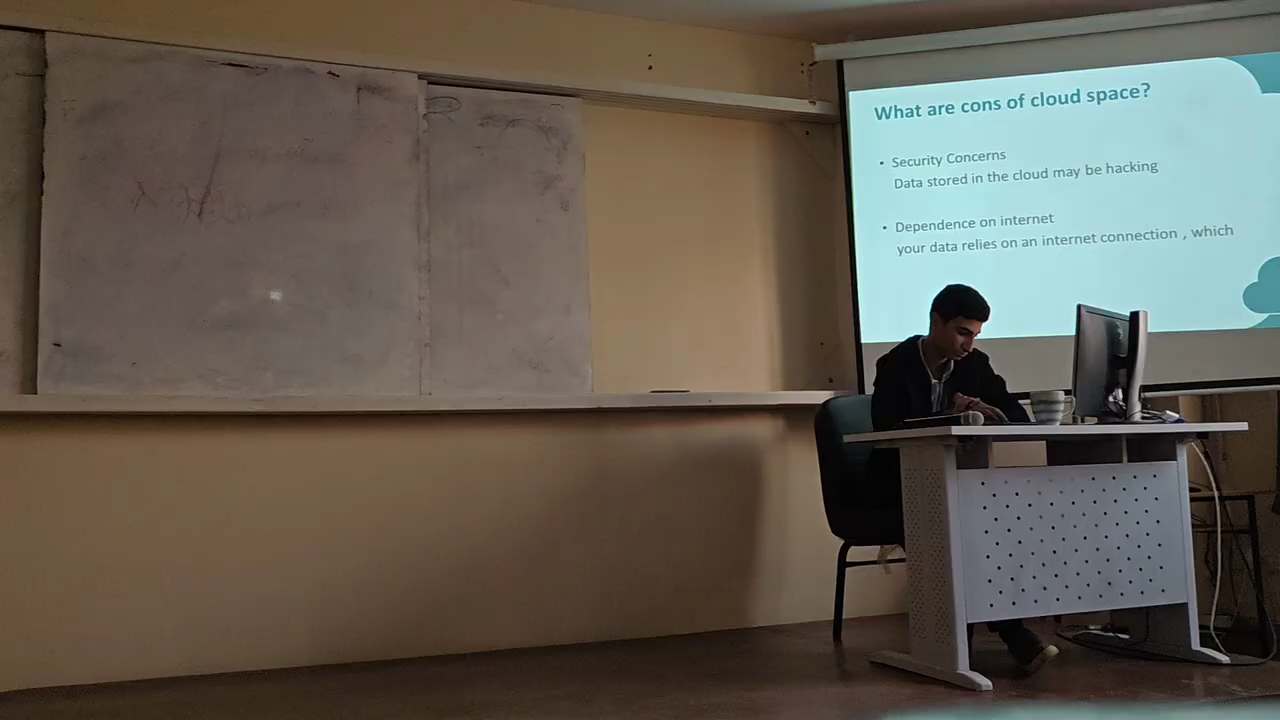 What are cons of cloud space?
• Security Concerns
Data stored in the cloud may be hacking
• Dependence on internet
your data relies on an internet connection , which